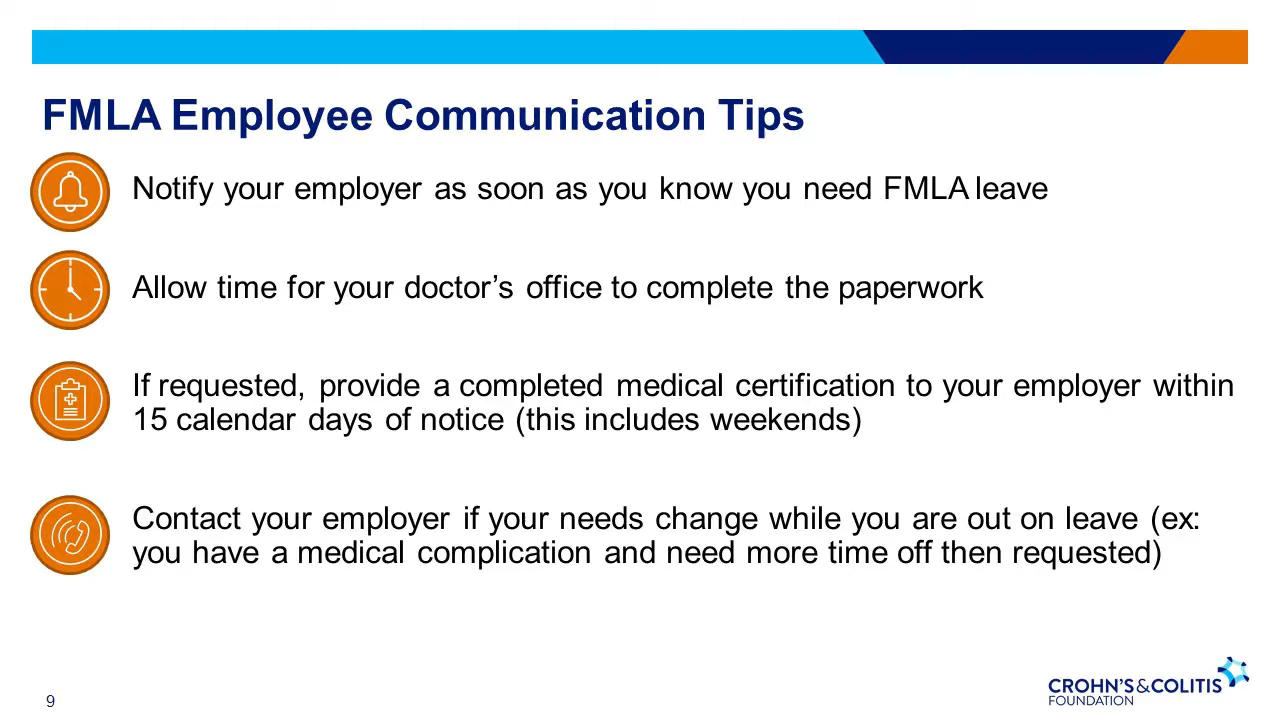 FMLA Employee Communication Tips
Notify your employer as soon as you know you need FMLA leave
Allow time for your doctor’s office to complete the paperwork
If requested, provide a completed medical certification to your employer within
15 calendar days of notice (this includes weekends)
Contact your employer if your needs change while you are out on leave (ex:
you have a medical complication and need more time off then requested)
9
CROHN’S&COLITIS
FOUNDATION